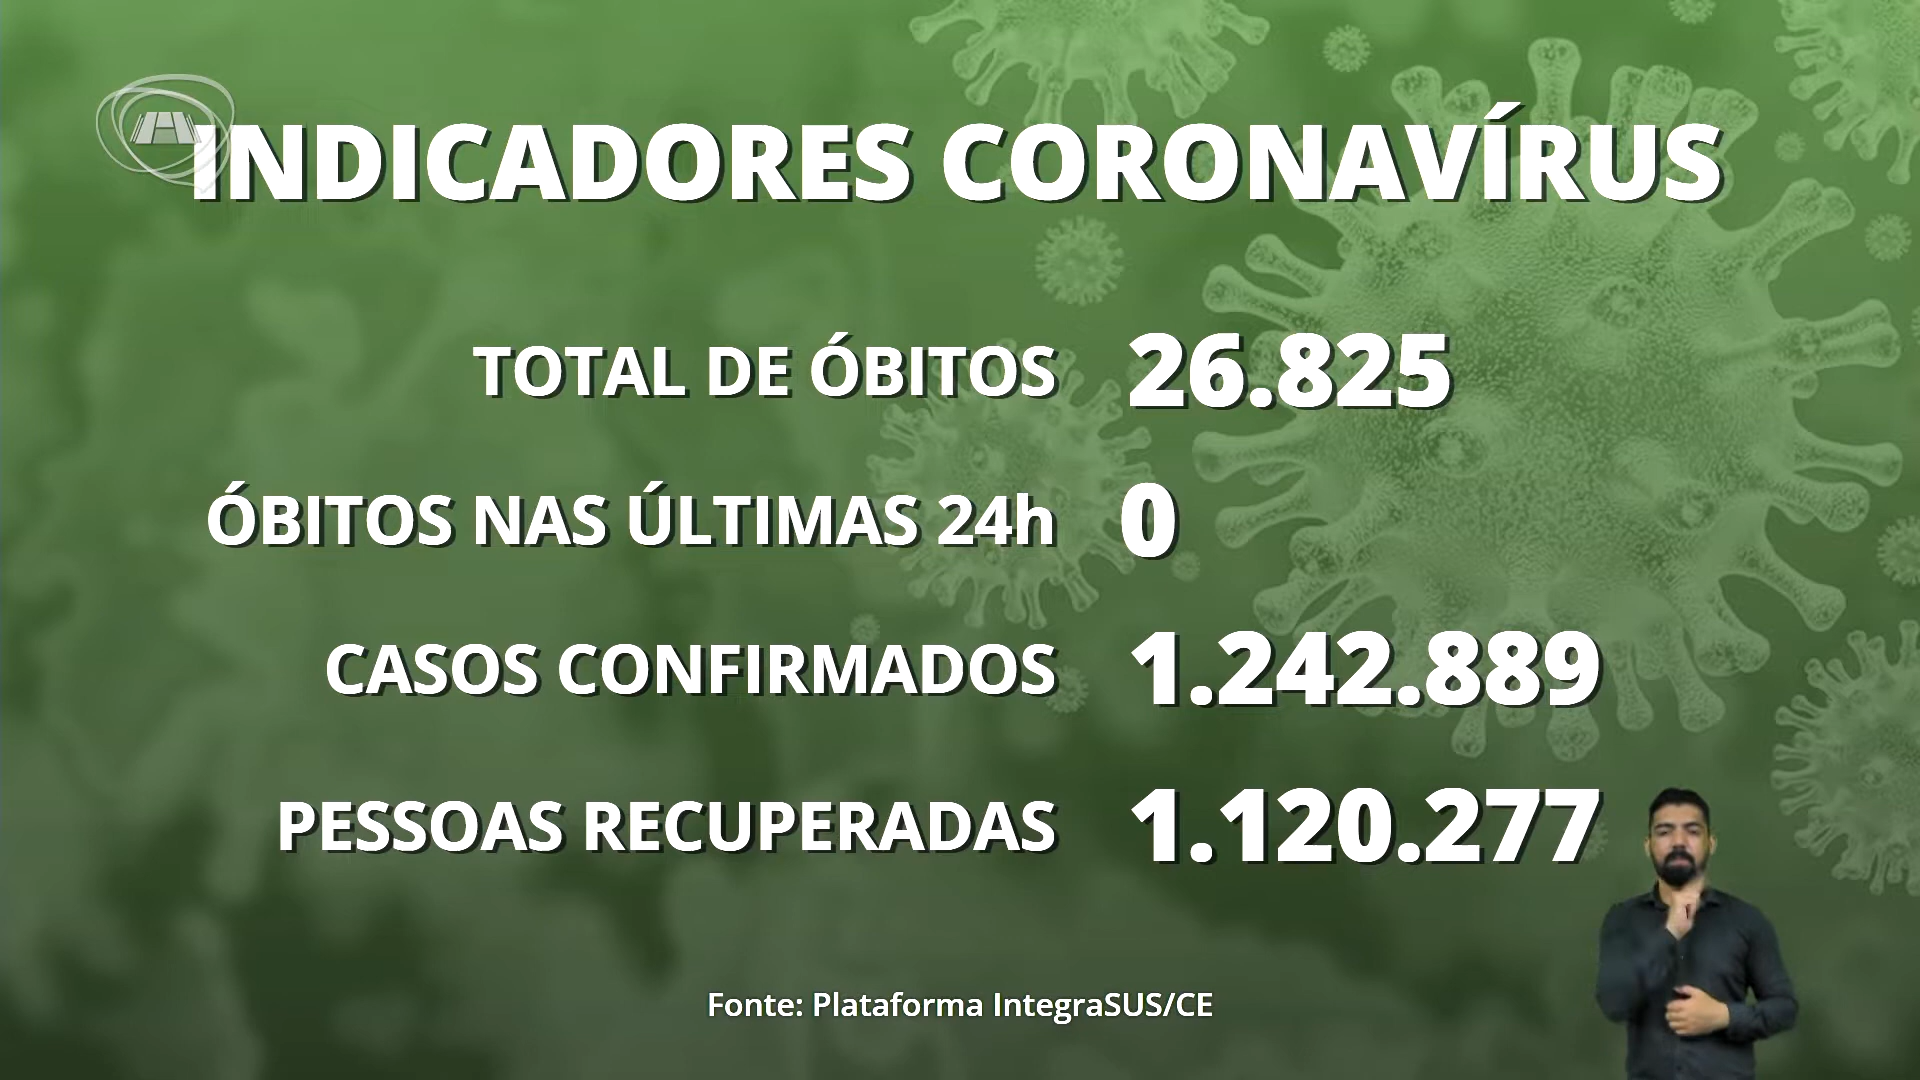 INDICADORES CORONAVÍRUS
TOTAL DE ÓBITOS 26.825
ÓBITOS NAS ÚLTIMAS 24h 0
CASOS CONFIRMADOS 1.242.889
PESSOAS RECUPERADAS 1.120.277
Fonte: Plataforma IntegraSUS/CE